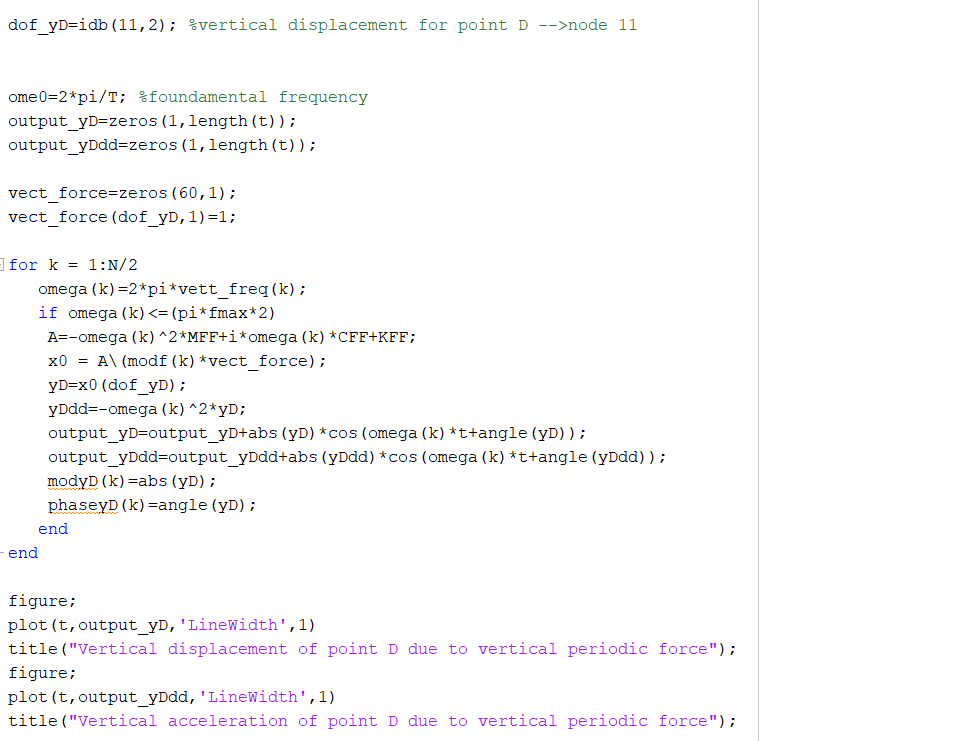 dof_yD=idb(11,2); %vertical displacement for point D -->node 11
ome0=2*pi/T; %foundamental frequency
output_yD=zeros(1,length(t));
output_yDdd=zeros(1,length(t));
vect_force=zeros(60,1);
vect_force(dof_yD,1)=1;
for k = 1:N/2
omega(k)=2*pi*vett_freq(k);
if omega(k)<=(pi*fmax*2)
A=-omega(k)^2*MFF+i*omega(k)*CFF+KFF;
x0 = A\(modf(k)*vect_force);
yD=x0(dof_yD);
yDdd=-omega(k)^2*yD;
output_yD=output_yD+abs(yD)*cos(omega(k)*t+angle(yD));
output_yDdd=output_yDdd+abs(yDdd)*cos(omega(k)*t+angle(yDdd));
modyD(k)=abs(yD);
phaseyD(k)=angle(yD);
end
end
figure;
plot(t,output_yD,'LineWidth',1)
title("Vertical displacement of point D due to vertical periodic force");
figure;
plot(t,output_yDdd,'LineWidth',1)
title("Vertical acceleration of point D due to vertical periodic force");